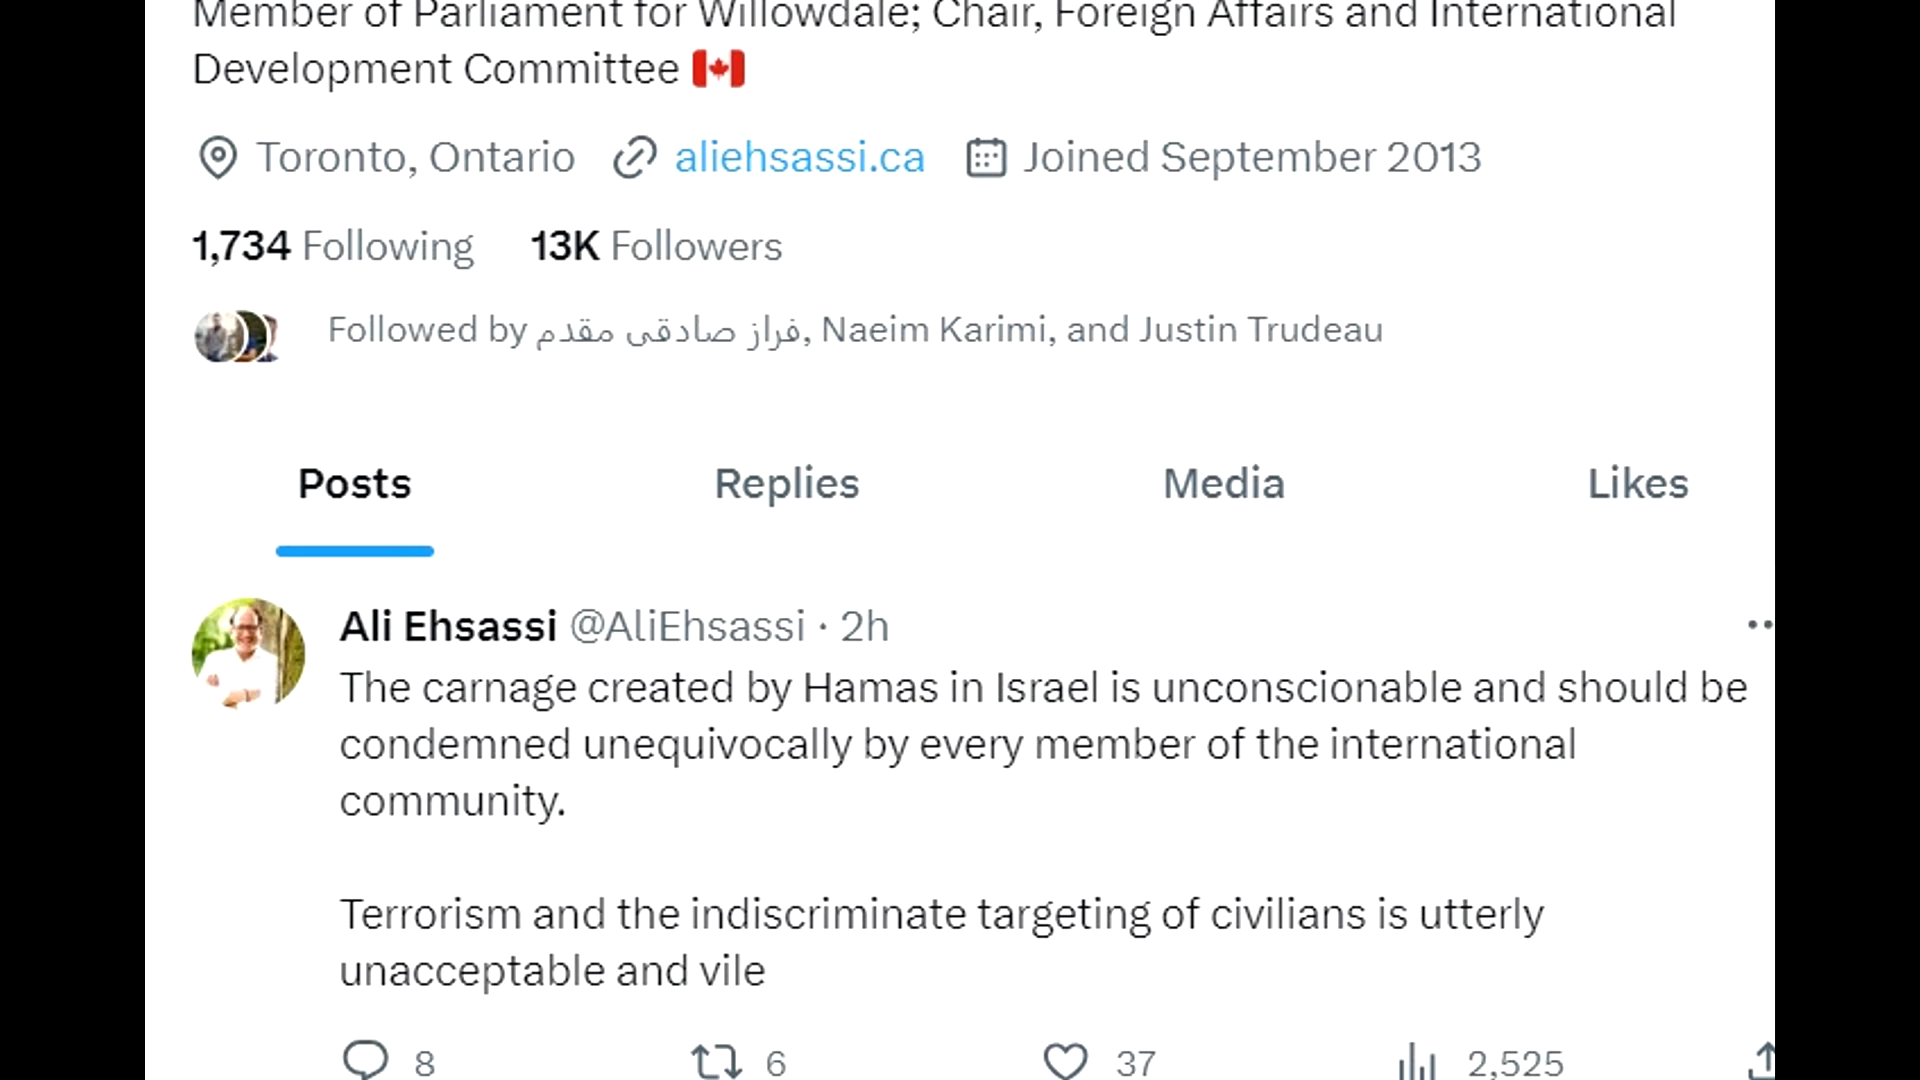 Member of Parliament for Willowdale; Chair, Foreign Affairs and International
Development Committee
Toronto, Ontario aliehsassi.ca Joined September 2013
1,734 Following 13K Followers
Followed by فراز صادقی مقدم, Naeim Karimi, and Justin Trudeau
Posts Replies Media Likes
Ali Ehsassi @AliEhsassi · 2h
The carnage created by Hamas in Israel is unconscionable and should be
condemned unequivocally by every member of the international
community.
Terrorism and the indiscriminate targeting of civilians is utterly
unacceptable and vile
8 6 37 2,525